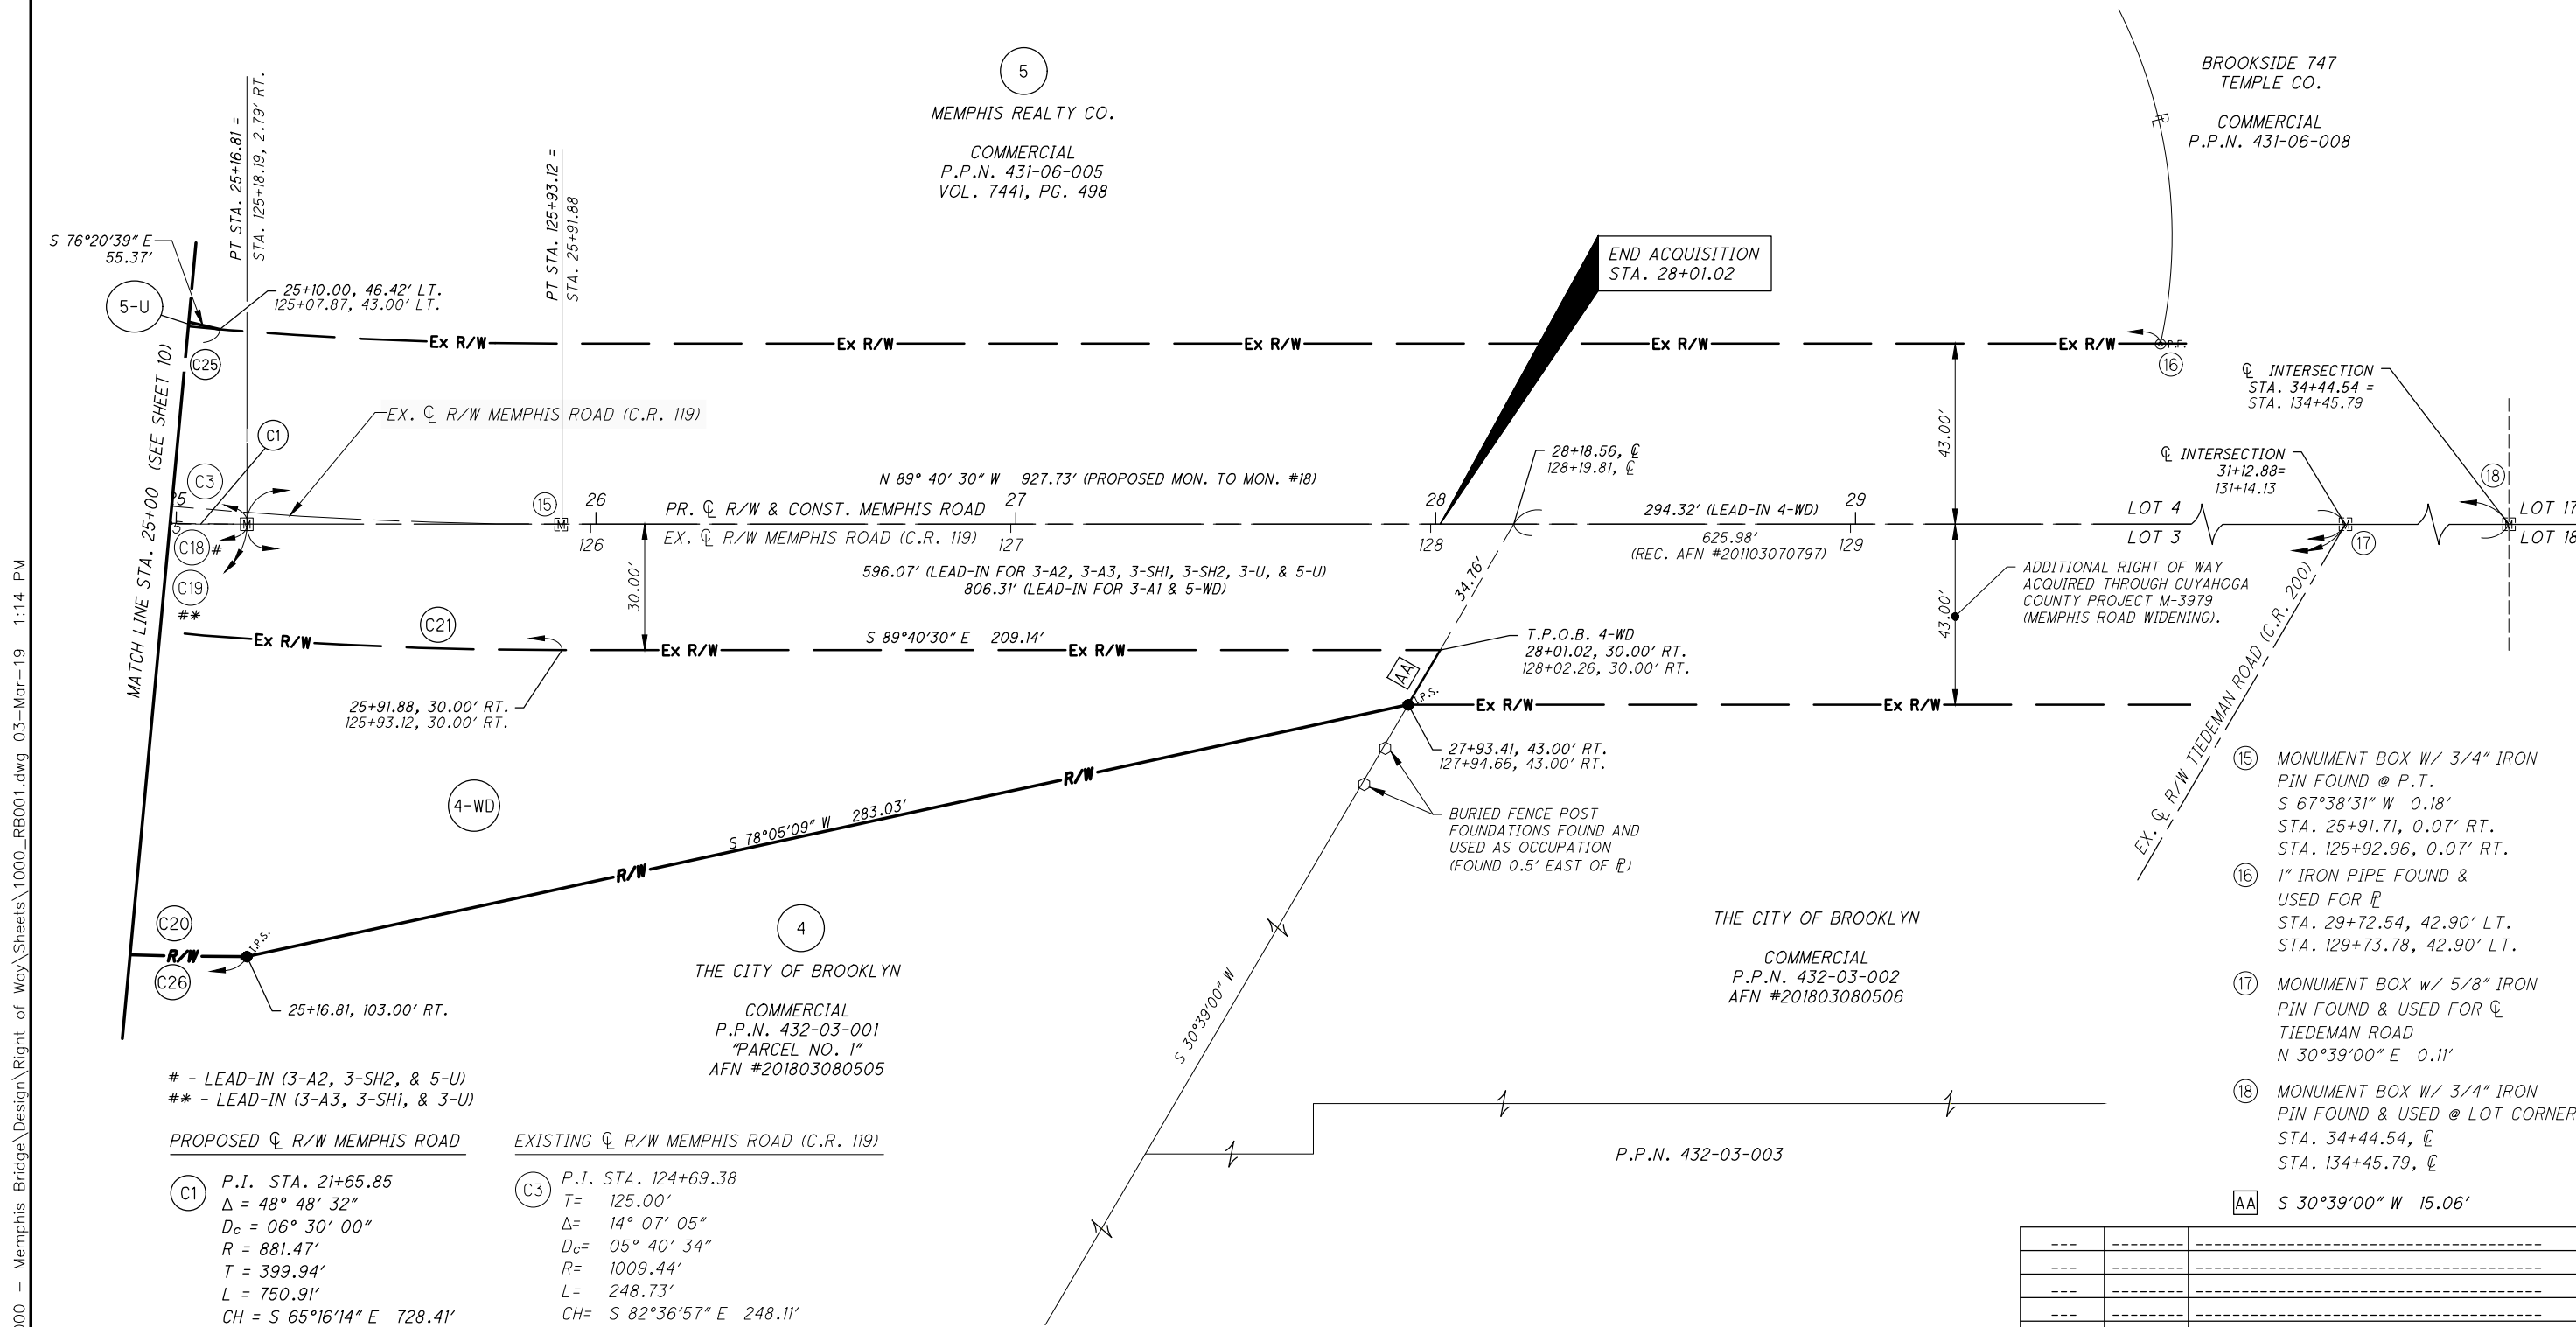 5
MEMPHIS REALTY CO.
COMMERCIAL
P.P.N. 431-06-005
VOL. 7441, PG. 498
BROOKSIDE 747
TEMPLE CO.
COMMERCIAL
P.P.N. 431-06-008
PT STA. 25+16.81 =
STA. 125+18.19, 2.79' RT.
PT STA. 125+93.12 =
STA. 25+91.88
S 76°20'39" E
55.37'
5-U
25+10.00, 46.42' LT.
125+07.87, 43.00' LT.
END ACQUISITION
STA. 28+01.02
Ex R/W
Ex R/W
Ex R/W
Ex R/W
Ex R/W
P.F.
16
℄ INTERSECTION
STA. 34+44.54 =
STA. 134+45.79
C25
MATCH LINE STA. 25+00 (SEE SHEET 10)
EX. ℄ R/W MEMPHIS ROAD (C.R. 119)
C1
C3
43.00'
28+18.56, ℄
128+19.81, ℄
℄ INTERSECTION
31+12.88=
131+14.13
N 89° 40' 30" W 927.73' (PROPOSED MON. TO MON. #18)
15
18
26
27
28
29
PR. ℄ R/W & CONST. MEMPHIS ROAD
294.32' (LEAD-IN 4-WD)
LOT 4
LOT 17
M
M
M
M
EX. ℄ R/W MEMPHIS ROAD (C.R. 119)
126
127
128
129
625.98'
(REC. AFN #201103070797)
LOT 3
LOT 18
17
C18 #
C19
#*
596.07' (LEAD-IN FOR 3-A2, 3-A3, 3-SH1, 3-SH2, 3-U, & 5-U)
806.31' (LEAD-IN FOR 3-A1 & 5-WD)
30.00'
34.76'
43.00'
ADDITIONAL RIGHT OF WAY
ACQUIRED THROUGH CUYAHOGA
COUNTY PROJECT M-3979
(MEMPHIS ROAD WIDENING).
C21
Ex R/W
S 89°40'30" E 209.14'
Ex R/W
Ex R/W
T.P.O.B. 4-WD
28+01.02, 30.00' RT.
128+02.26, 30.00' RT.
AA
I.P.S.
Ex R/W
Ex R/W
EX. ℄ R/W TIEDEMAN ROAD (C.R. 200)
25+91.88, 30.00' RT.
125+93.12, 30.00' RT.
27+93.41, 43.00' RT.
127+94.66, 43.00' RT.
4-WD
R/W
S 78°05'09" W 283.03'
R/W
BURIED FENCE POST
FOUNDATIONS FOUND AND
USED AS OCCUPATION
(FOUND 0.5' EAST OF ⅊)
S 30°39'00" W
C20
R/W
C26
I.P.S.
25+16.81, 103.00' RT.
4
THE CITY OF BROOKLYN
COMMERCIAL
P.P.N. 432-03-001
"PARCEL NO. 1"
AFN #201803080505
THE CITY OF BROOKLYN
COMMERCIAL
P.P.N. 432-03-002
AFN #201803080506
P.P.N. 432-03-003
15 MONUMENT BOX W/ 3/4" IRON
PIN FOUND @ P.T.
S 67°38'31" W 0.18'
STA. 25+91.71, 0.07' RT.
STA. 125+92.96, 0.07' RT.
16 1" IRON PIPE FOUND &
USED FOR ⅊
STA. 29+72.54, 42.90' LT.
STA. 129+73.78, 42.90' LT.
17 MONUMENT BOX w/ 5/8" IRON
PIN FOUND & USED FOR ℄
TIEDEMAN ROAD
N 30°39'00" E 0.11'
18 MONUMENT BOX W/ 3/4" IRON
PIN FOUND & USED @ LOT CORNER
STA. 34+44.54, ℄
STA. 134+45.79, ℄
AA S 30°39'00" W 15.06'
# - LEAD-IN (3-A2, 3-SH2, & 5-U)
#* - LEAD-IN (3-A3, 3-SH1, & 3-U)
PROPOSED ℄ R/W MEMPHIS ROAD
C1 P.I. STA. 21+65.85
Δ = 48° 48' 32"
Dc = 06° 30' 00"
R = 881.47'
T = 399.94'
L = 750.91'
CH = S 65°16'14" E 728.41'
EXISTING ℄ R/W MEMPHIS ROAD (C.R. 119)
C3 P.I. STA. 124+69.38
T= 125.00'
Δ= 14° 07' 05"
Dc= 05° 40' 34"
R= 1009.44'
L= 248.73'
CH= S 82°36'57" E 248.11'
000 - Memphis Bridge\Design\Right of Way\Sheets\1000_RB001.dwg 03-Mar-19 1:14 PM